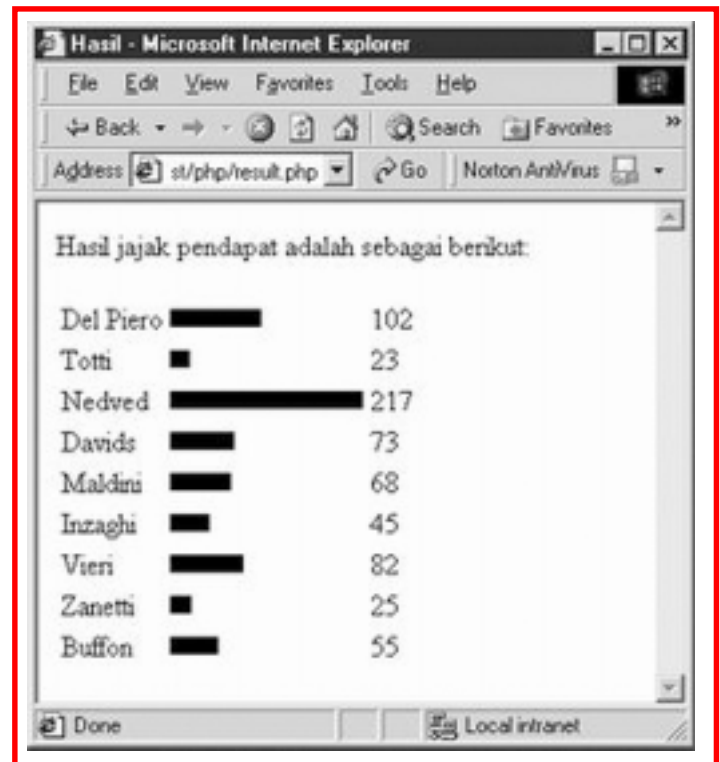 Hasil - Microsoft Internet Explorer
File Edit View Favorites Tools Help
Back Search Favorites »
Address st/php/result.php Go Norton AntiVirus
Hasil jajak pendapat adalah sebagai berikut:
Del Piero 102
Totti 23
Nedved 217
Davids 73
Maldini 68
Inzaghi 45
Vieri 82
Zanetti 25
Buffon 55
Done Local intranet